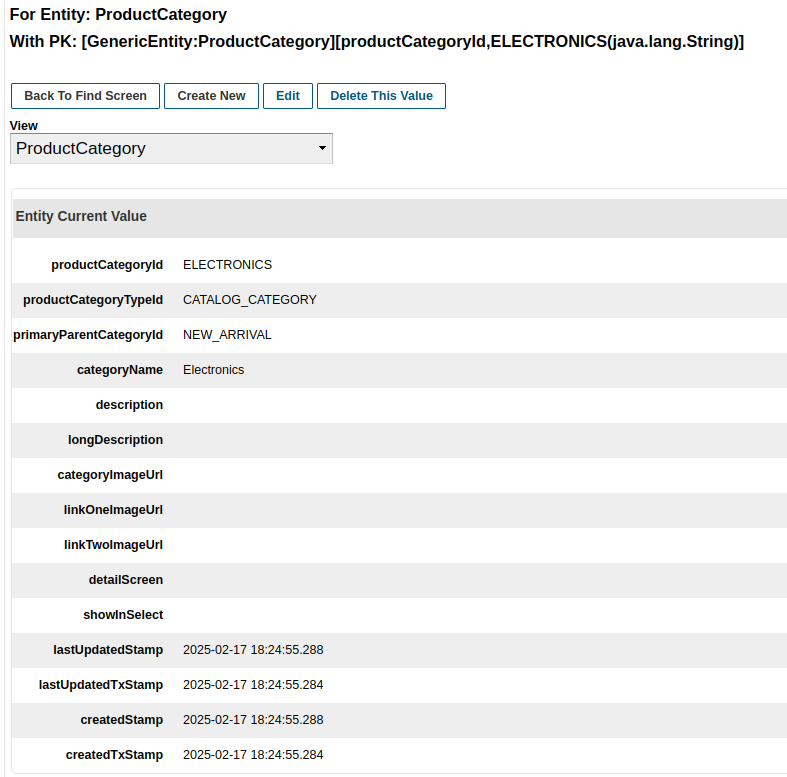 For Entity: ProductCategory
With PK: [GenericEntity:ProductCategory][productCategoryId,ELECTRONICS(java.lang.String)]
Back To Find Screen Create New Edit Delete This Value
View
ProductCategory
Entity Current Value
productCategoryId ELECTRONICS
productCategoryTypeId CATALOG_CATEGORY
primaryParentCategoryId NEW_ARRIVAL
categoryName Electronics
description
longDescription
categoryImageUrl
linkOneImageUrl
linkTwoImageUrl
detailScreen
showInSelect
lastUpdatedStamp 2025-02-17 18:24:55.288
lastUpdatedTxStamp 2025-02-17 18:24:55.284
createdStamp 2025-02-17 18:24:55.288
createdTxStamp 2025-02-17 18:24:55.284